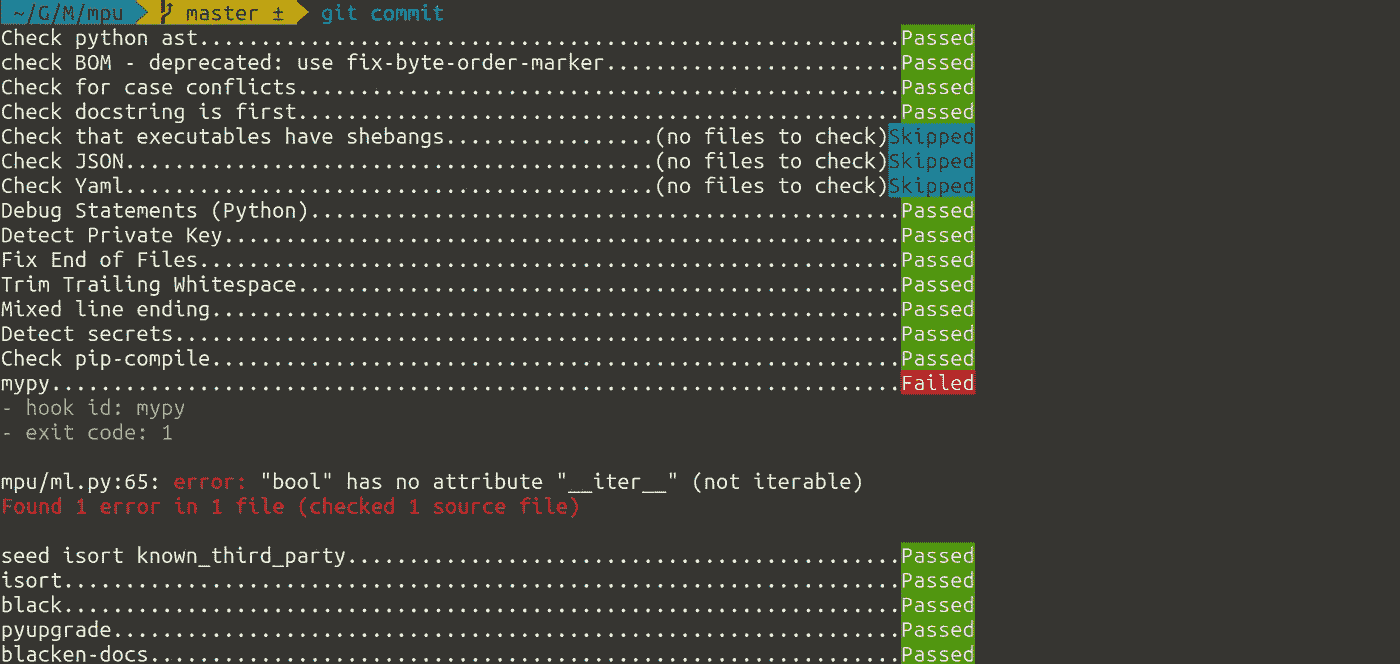 ~/G/M/mpu master ± git commit
Check python ast.........................................................Passed
check BOM - deprecated: use fix-byte-order-marker........................Passed
Check for case conflicts.................................................Passed
Check docstring is first.................................................Passed
Check that executables have shebangs.................(no files to check)Skipped
Check JSON...........................................(no files to check)Skipped
Check Yaml...........................................(no files to check)Skipped
Debug Statements (Python)................................................Passed
Detect Private Key.......................................................Passed
Fix End of Files.........................................................Passed
Trim Trailing Whitespace.................................................Passed
Mixed line ending........................................................Passed
Detect secrets...........................................................Passed
Check pip-compile........................................................Passed
mypy.....................................................................Failed
- hook id: mypy
- exit code: 1
mpu/ml.py:65: error: "bool" has no attribute "__iter__" (not iterable)
Found 1 error in 1 file (checked 1 source file)
seed isort known_third_party.............................................Passed
isort....................................................................Passed
black....................................................................Passed
pyupgrade................................................................Passed
blacken-docs.............................................................Passed